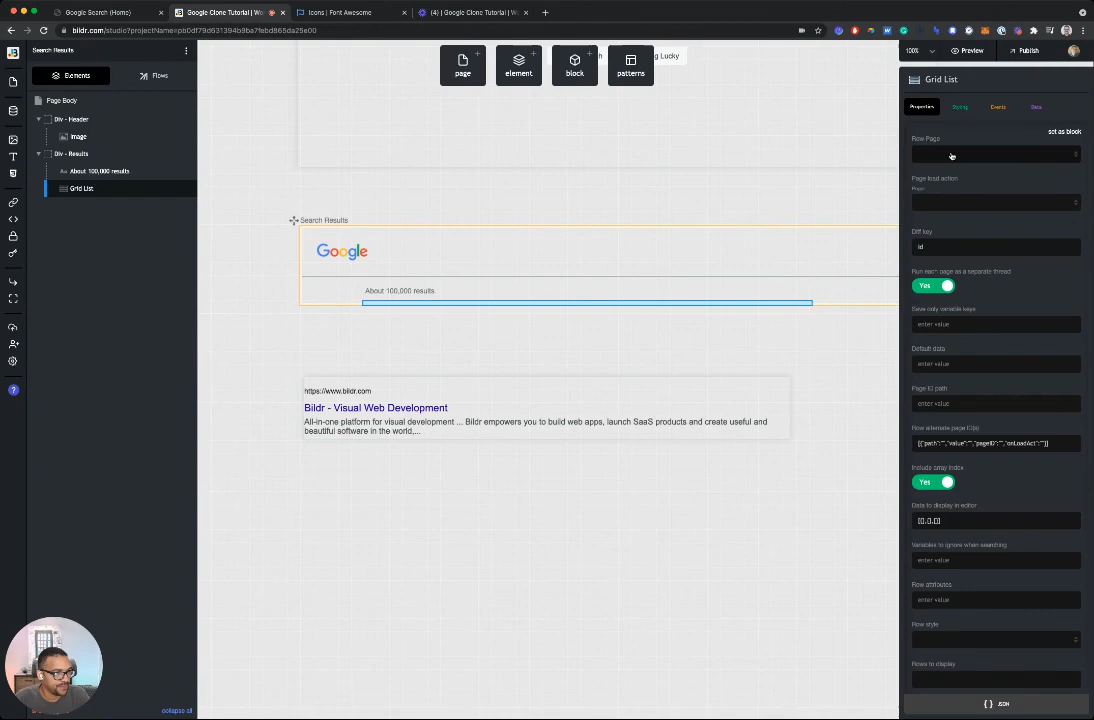 Google Search (Home)
Google Clone Tutorial | Wo
Icons | Font Awesome
(4) | Google Clone Tutorial | W
bildr.com/studio?projectName=pb0df79d631394b9ba7febd865da25e00
Search Results
Elements
Flows
Page Body
Div - Header
Image
Div - Results
Aa About 100,000 results
Grid List
collapse all
page
element
block
patterns
g Lucky
Search Results
Google
About 100,000 results
https://www.bildr.com
Bildr - Visual Web Development
All-in-one platform for visual development ... Bildr empowers you to build web apps, launch SaaS products and create useful and
beautiful software in the world,...
100%
Preview
Publish
Grid List
Properties
Styling
Events
Data
set as block
Row Page
Page load action
Page:
Diff key
id
Run each page as a separate thread
Yes
Save only variable keys
enter value
Default data
enter value
Page ID path
enter value
Row alternate page ID(s)
[{"path":"","value":"","pageID":"","onLoadAct":""}]
Include array index
Yes
Data to display in editor
[{},{},{}]
Variables to ignore when searching
enter value
Row attributes
enter value
Row style
Rows to display
{ } JSON